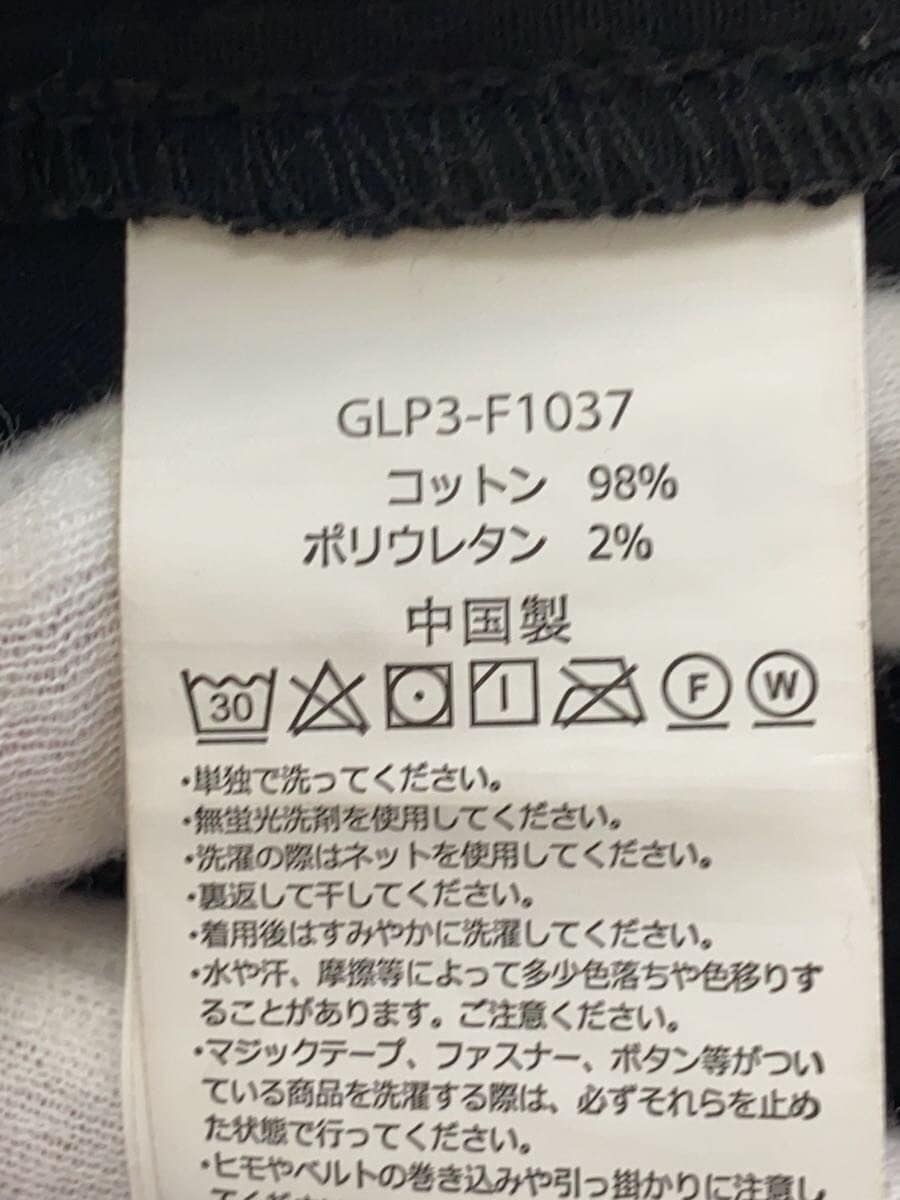 GLP3-F1037
コットン 98%
ポリウレタン 2%
中国製
30 F W
・単独で洗ってください。
・無蛍光洗剤を使用してください。
・洗濯の際はネットを使用してください。
・裏返して干してください。
・着用後はすみやかに洗濯してください。
・水や汗、摩擦等によって多少色落ちや色移りす
ることがあります。ご注意ください。
・マジックテープ、ファスナー、ボタン等がつい
ている商品を洗濯する際は、必ずそれらを止め
た状態で行ってください。
・ヒモやベルトの巻き込みや引っ掛かりに注意し
てください